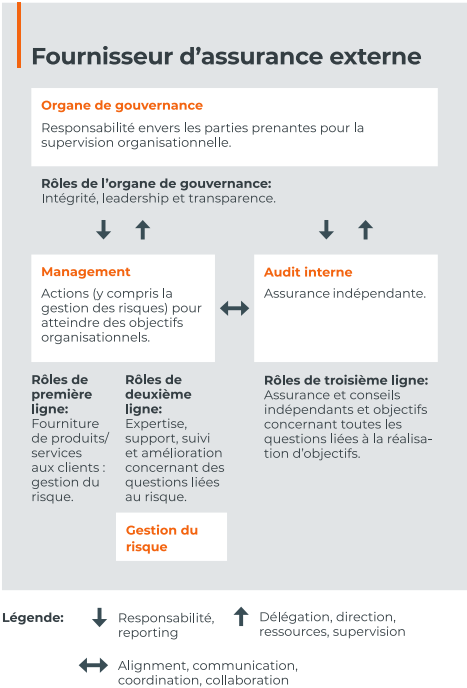 Fournisseur d’assurance externe
Organe de gouvernance
Responsabilité envers les parties prenantes pour la
supervision organisationnelle.
Rôles de l’organe de gouvernance:
Intégrité, leadership et transparence.
Management
Actions (y compris la
gestion des risques) pour
atteindre des objectifs
organisationnels.
Audit interne
Assurance indépendante.
Rôles de
première
ligne:
Fourniture
de produits/
services
aux clients :
gestion du
risque.
Rôles de
deuxième
ligne:
Expertise,
support, suivi
et amélioration
concernant des
questions liées
au risque.
Rôles de troisième ligne:
Assurance et conseils
indépendants et objectifs
concernant toutes les
questions liées à la réalisa-
tion d’objectifs.
Gestion du
risque
Légende:
Responsabilité,
reporting
Délégation, direction,
ressources, supervision
Alignment, communication,
coordination, collaboration